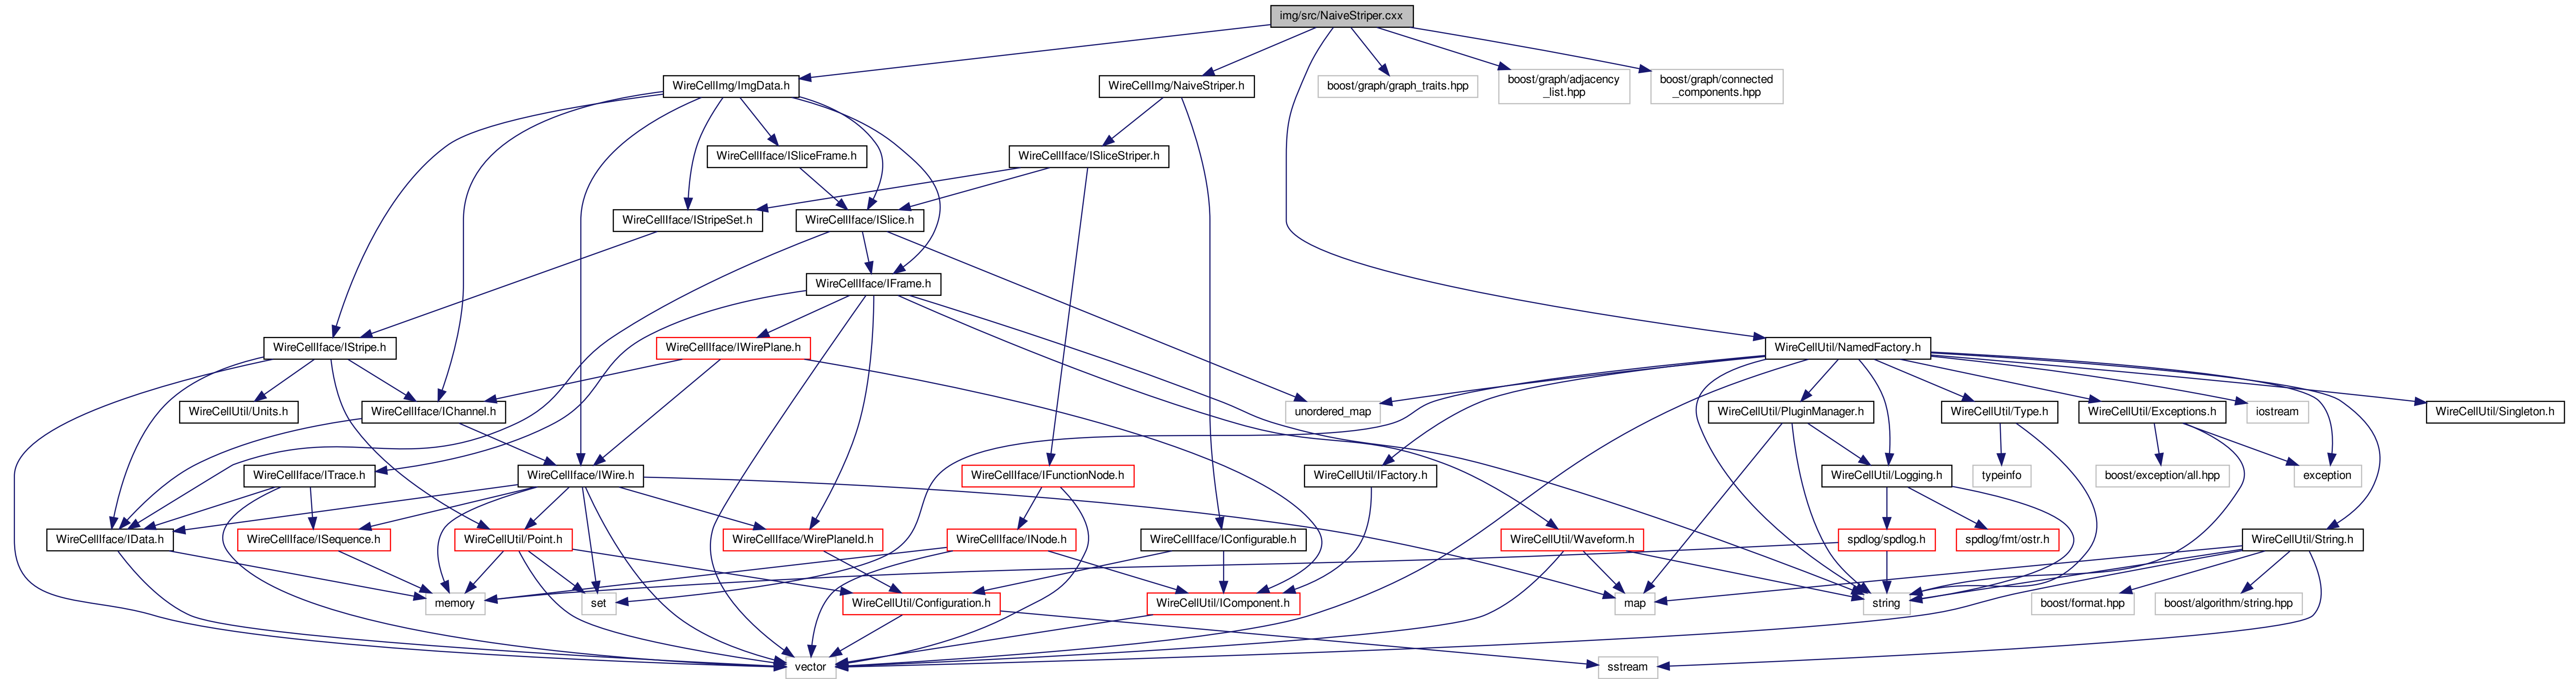 img/src/NaiveStriper.cxx
WireCellImg/ImgData.h
WireCellImg/NaiveStriper.h
boost/graph/graph_traits.hpp
boost/graph/adjacency
_list.hpp
boost/graph/connected
_components.hpp
WireCellIface/ISliceFrame.h
WireCellIface/ISliceStriper.h
WireCellIface/IStripeSet.h
WireCellIface/ISlice.h
WireCellIface/IFrame.h
WireCellIface/IStripe.h
WireCellIface/IWirePlane.h
WireCellUtil/NamedFactory.h
WireCellUtil/Units.h
WireCellIface/IChannel.h
unordered_map
WireCellUtil/PluginManager.h
WireCellUtil/Type.h
WireCellUtil/Exceptions.h
iostream
WireCellUtil/Singleton.h
WireCellIface/ITrace.h
WireCellIface/IWire.h
WireCellIface/IFunctionNode.h
WireCellUtil/IFactory.h
WireCellUtil/Logging.h
typeinfo
boost/exception/all.hpp
exception
WireCellIface/IData.h
WireCellIface/ISequence.h
WireCellUtil/Point.h
WireCellIface/WirePlaneId.h
WireCellIface/INode.h
WireCellIface/IConfigurable.h
WireCellUtil/Waveform.h
spdlog/spdlog.h
spdlog/fmt/ostr.h
WireCellUtil/String.h
memory
set
WireCellUtil/Configuration.h
WireCellUtil/IComponent.h
map
string
boost/format.hpp
boost/algorithm/string.hpp
vector
sstream